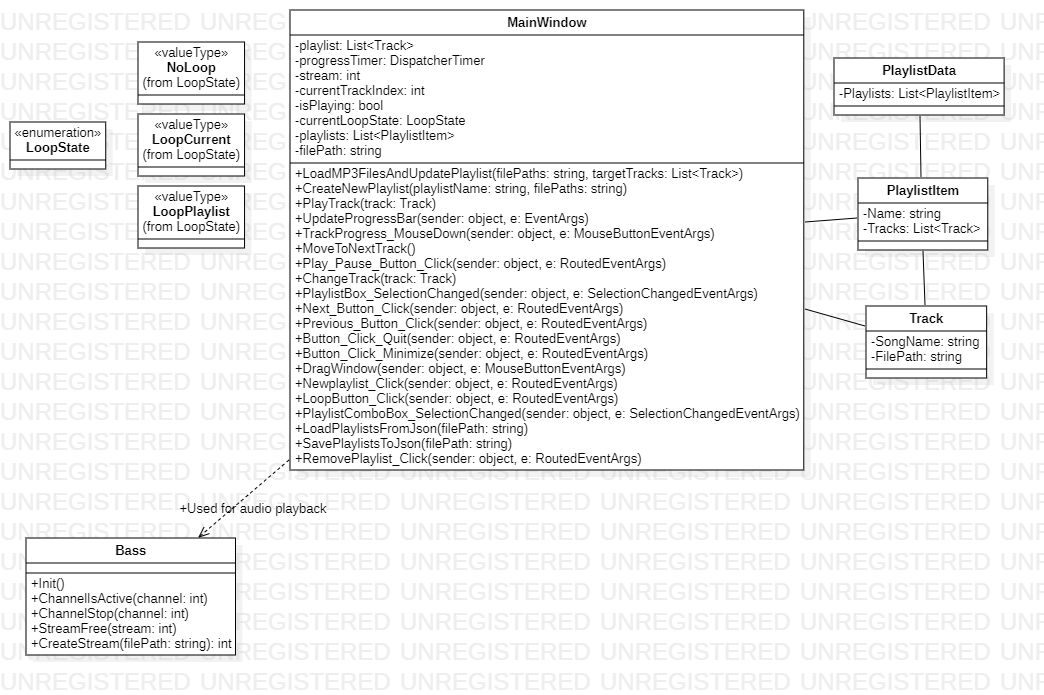 «enumeration»
LoopState
«valueType»
NoLoop
(from LoopState)
«valueType»
LoopCurrent
(from LoopState)
«valueType»
LoopPlaylist
(from LoopState)
MainWindow
-playlist: List<Track>
-progressTimer: DispatcherTimer
-stream: int
-currentTrackIndex: int
-isPlaying: bool
-currentLoopState: LoopState
-playlists: List<PlaylistItem>
-filePath: string
+LoadMP3FilesAndUpdatePlaylist(filePaths: string, targetTracks: List<Track>)
+CreateNewPlaylist(playlistName: string, filePaths: string)
+PlayTrack(track: Track)
+UpdateProgressBar(sender: object, e: EventArgs)
+TrackProgress_MouseDown(sender: object, e: MouseButtonEventArgs)
+MoveToNextTrack()
+Play_Pause_Button_Click(sender: object, e: RoutedEventArgs)
+ChangeTrack(track: Track)
+PlaylistBox_SelectionChanged(sender: object, e: SelectionChangedEventArgs)
+Next_Button_Click(sender: object, e: RoutedEventArgs)
+Previous_Button_Click(sender: object, e: RoutedEventArgs)
+Button_Click_Quit(sender: object, e: RoutedEventArgs)
+Button_Click_Minimize(sender: object, e: RoutedEventArgs)
+DragWindow(sender: object, e: MouseButtonEventArgs)
+Newplaylist_Click(sender: object, e: RoutedEventArgs)
+LoopButton_Click(sender: object, e: RoutedEventArgs)
+PlaylistComboBox_SelectionChanged(sender: object, e: SelectionChangedEventArgs)
+LoadPlaylistsFromJson(filePath: string)
+SavePlaylistsToJson(filePath: string)
+RemovePlaylist_Click(sender: object, e: RoutedEventArgs)
PlaylistData
-Playlists: List<PlaylistItem>
PlaylistItem
-Name: string
-Tracks: List<Track>
Track
-SongName: string
-FilePath: string
+Used for audio playback
Bass
+Init()
+ChannelIsActive(channel: int)
+ChannelStop(channel: int)
+StreamFree(stream: int)
+CreateStream(filePath: string): int
UNREGISTERED